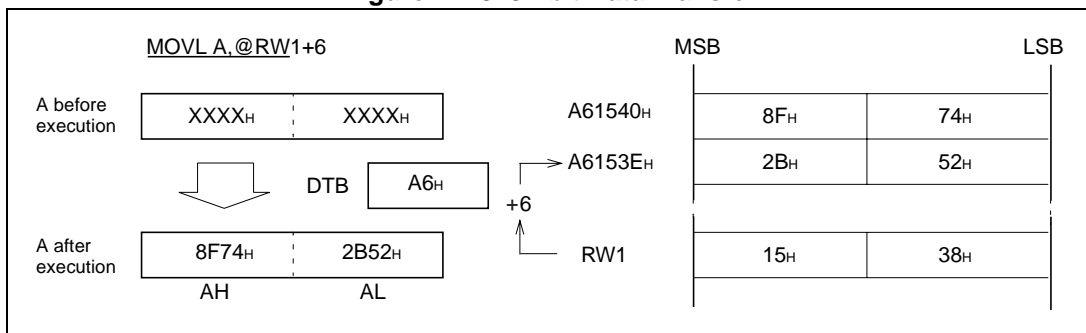 MOVL A,@RW1+6
MSB LSB
A before
execution
XXXXH XXXXH
A61540H 8FH 74H
A6153EH 2BH 52H
DTB A6H
+6
A after
execution
8F74H 2B52H
RW1 15H 38H
AH AL